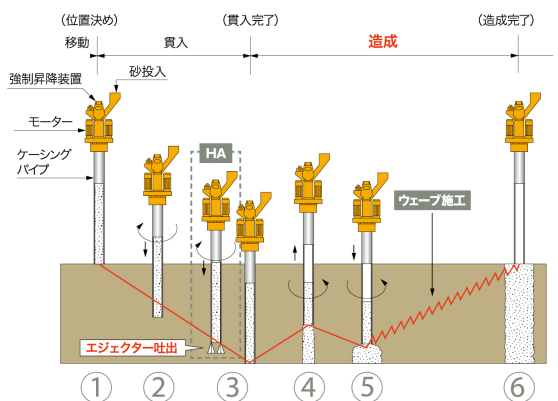 (位置決め)
(貫入完了)
(造成完了)
移動
貫入
造成
強制昇降装置
砂投入
モーター
HA
ケーシング
パイプ
ウェーブ施工
エジェクター吐出
① ② ③ ④ ⑤ ⑥